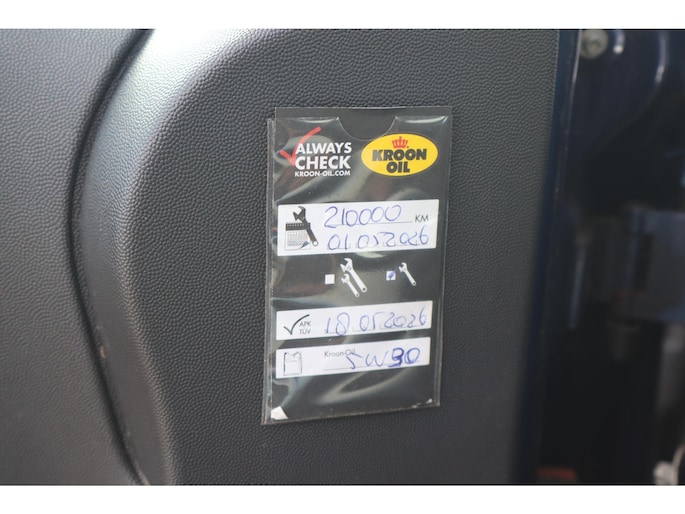 ALWAYS
CHECK
KROON-OIL.COM
KROON
OIL
210000 KM
01.05.2026
APK
TÜV
18.05.2026
Kroon-Oil
5W30